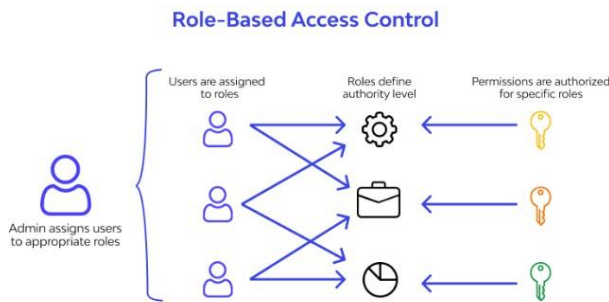 Role-Based Access Control
Users are assigned
to roles
Roles define
authority level
Permissions are authorized
for specific roles
Admin assigns users
to appropriate roles